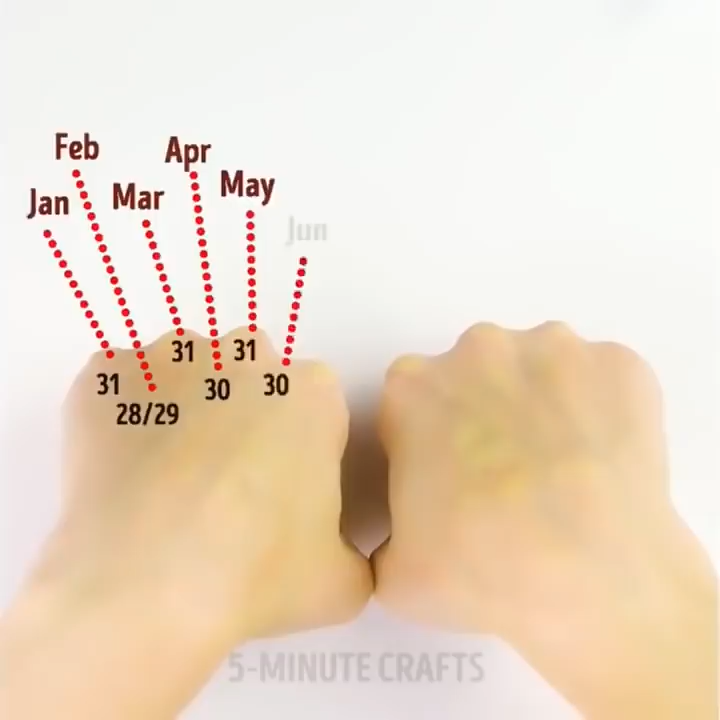 Feb
Apr
Jan
Mar
May
Jun
31
31
31
30
30
28/29
5-MINUTE CRAFTS